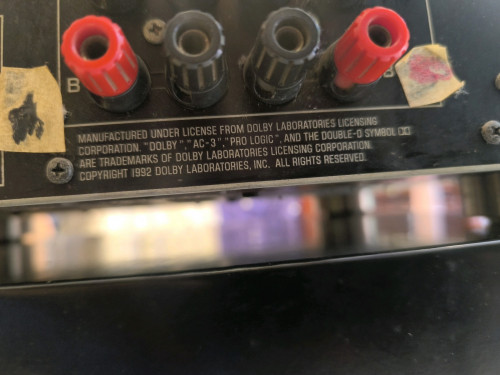 B
B
MANUFACTURED UNDER LICENSE FROM DOLBY LABORATORIES LICENSING
CORPORATION. "DOLBY", "AC-3", "PRO LOGIC", AND THE DOUBLE-D SYMBOL
ARE TRADEMARKS OF DOLBY LABORATORIES LICENSING CORPORATION.
COPYRIGHT 1992 DOLBY LABORATORIES, INC. ALL RIGHTS RESERVED.